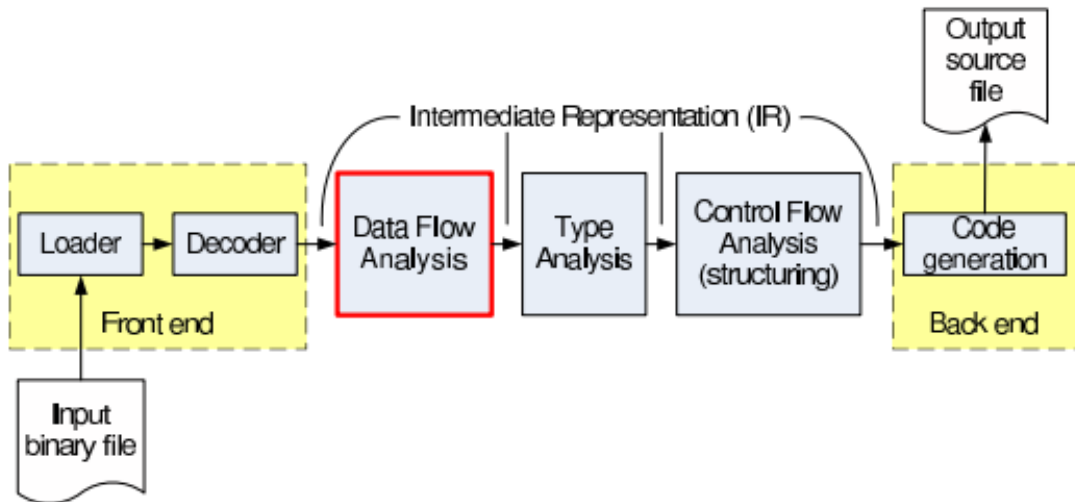 Output
source
file
Intermediate Representation (IR)
Loader
Decoder
Data Flow
Analysis
Type
Analysis
Control Flow
Analysis
(structuring)
Code
generation
Front end
Back end
Input
binary file